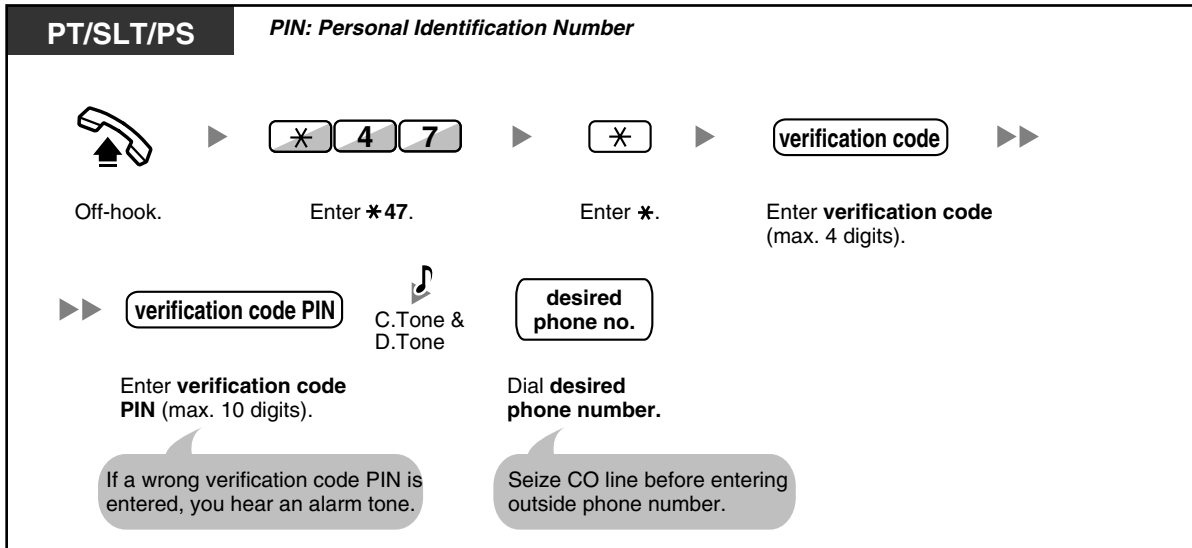 PT/SLT/PS
PIN: Personal Identification Number
* 4 7
*
verification code
Off-hook.
Enter *47.
Enter *.
Enter verification code
(max. 4 digits).
verification code PIN
C.Tone &
D.Tone
desired
phone no.
Enter verification code
PIN (max. 10 digits).
Dial desired
phone number.
If a wrong verification code PIN is
entered, you hear an alarm tone.
Seize CO line before entering
outside phone number.